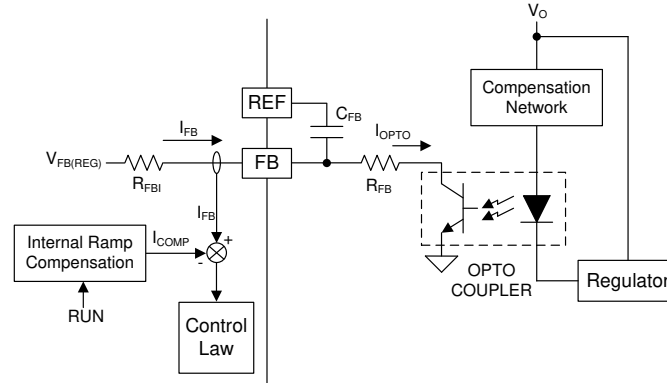 V_O
Compensation
Network
REF
C_FB
I_FB
I_OPTO
V_FB(REG)
FB
R_FBI
R_FB
I_FB
Internal Ramp
Compensation
I_COMP
+
-
OPTO
COUPLER
Regulator
RUN
Control
Law